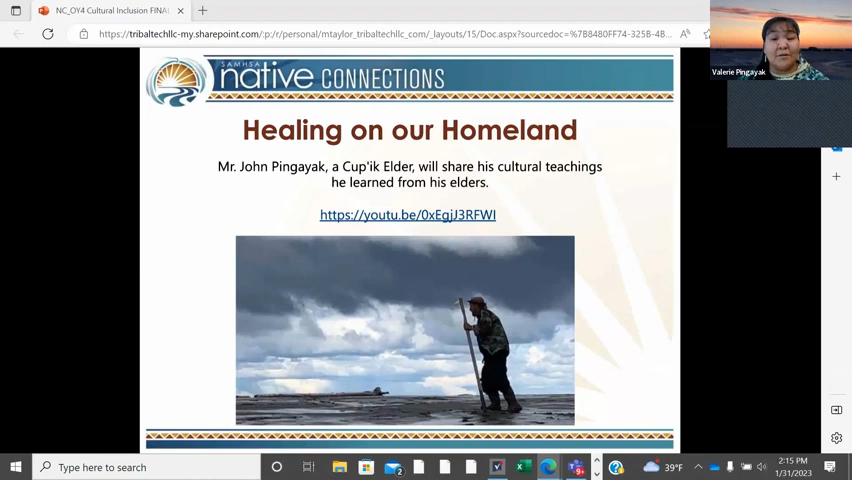 NC_OY4 Cultural Inclusion FINAL
https://tribaltechllc-my.sharepoint.com/:p:/r/personal/mtaylor_tribaltechllc_com/_layouts/15/Doc.aspx?sourcedoc=%7B8480FF74-325B-4B...
Valerie Pingayak
SAMHSA
native CONNECTIONS
Healing on our Homeland
Mr. John Pingayak, a Cup'ik Elder, will share his cultural teachings
he learned from his elders.
https://youtu.be/0xEgjJ3RFWI
Type here to search
2
9+
39°F
2:15 PM
1/31/2023